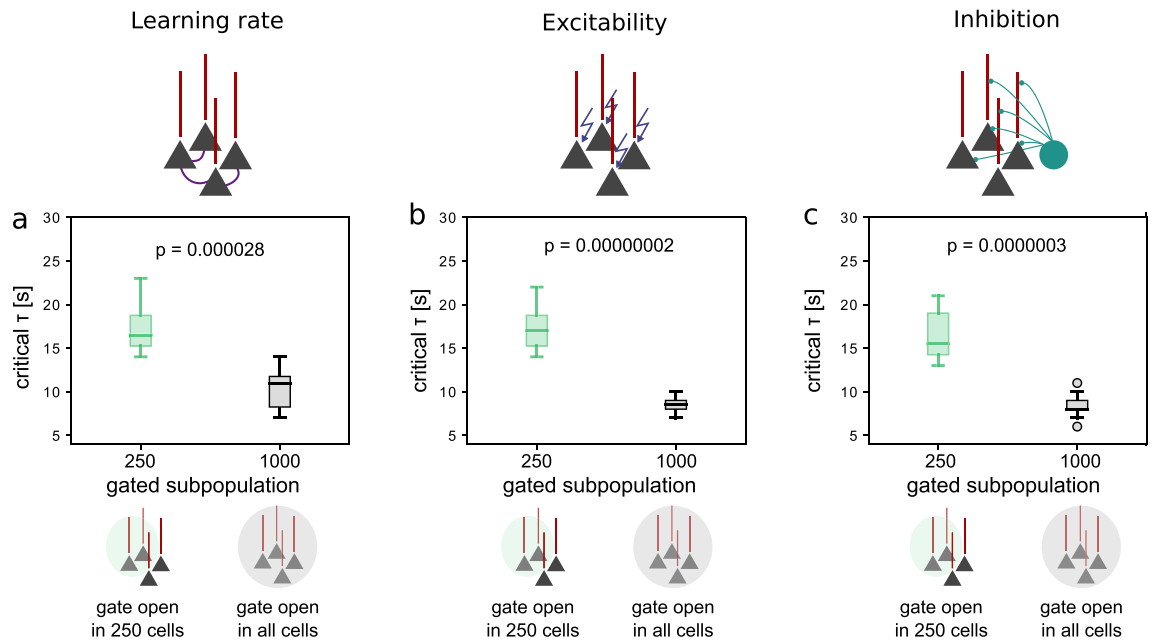 Learning rate
Excitability
Inhibition
a
b
c
p = 0.000028
p = 0.00000002
p = 0.0000003
critical τ [s]
30
25
20
15
10
5
250
1000
gated subpopulation
critical τ [s]
30
25
20
15
10
5
250
1000
gated subpopulation
critical τ [s]
30
25
20
15
10
5
250
1000
gated subpopulation
gate open
in 250 cells
gate open
in all cells
gate open
in 250 cells
gate open
in all cells
gate open
in 250 cells
gate open
in all cells